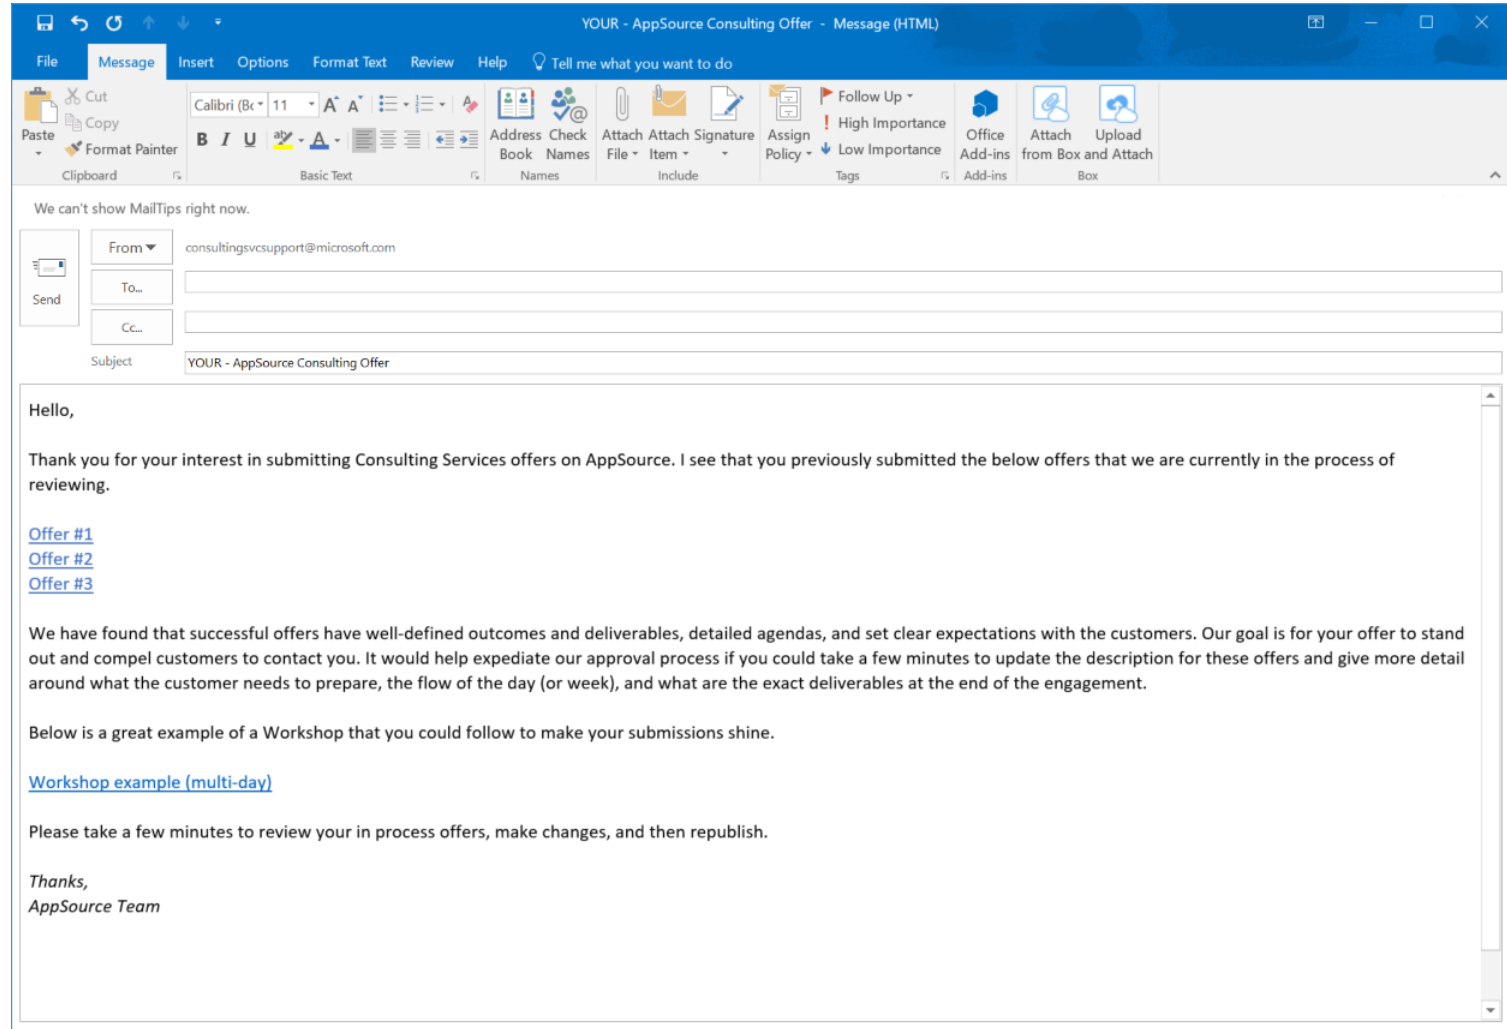 YOUR - AppSource Consulting Offer - Message (HTML)
File Message Insert Options Format Text Review Help Tell me what you want to do
Paste
Cut
Copy
Format Painter
Clipboard
Calibri (Bc 11
B I U
Basic Text
Address Book
Check Names
Names
Attach File
Attach Item
Signature
Include
Assign Policy
Follow Up
High Importance
Low Importance
Tags
Office Add-ins
Add-ins
Attach from Box
Upload and Attach
Box
We can't show MailTips right now.
Send
From consultingsvcsupport@microsoft.com
To...
Cc...
Subject YOUR - AppSource Consulting Offer
Hello,
Thank you for your interest in submitting Consulting Services offers on AppSource. I see that you previously submitted the below offers that we are currently in the process of
reviewing.
Offer #1
Offer #2
Offer #3
We have found that successful offers have well-defined outcomes and deliverables, detailed agendas, and set clear expectations with the customers. Our goal is for your offer to stand
out and compel customers to contact you. It would help expediate our approval process if you could take a few minutes to update the description for these offers and give more detail
around what the customer needs to prepare, the flow of the day (or week), and what are the exact deliverables at the end of the engagement.
Below is a great example of a Workshop that you could follow to make your submissions shine.
Workshop example (multi-day)
Please take a few minutes to review your in process offers, make changes, and then republish.
Thanks,
AppSource Team